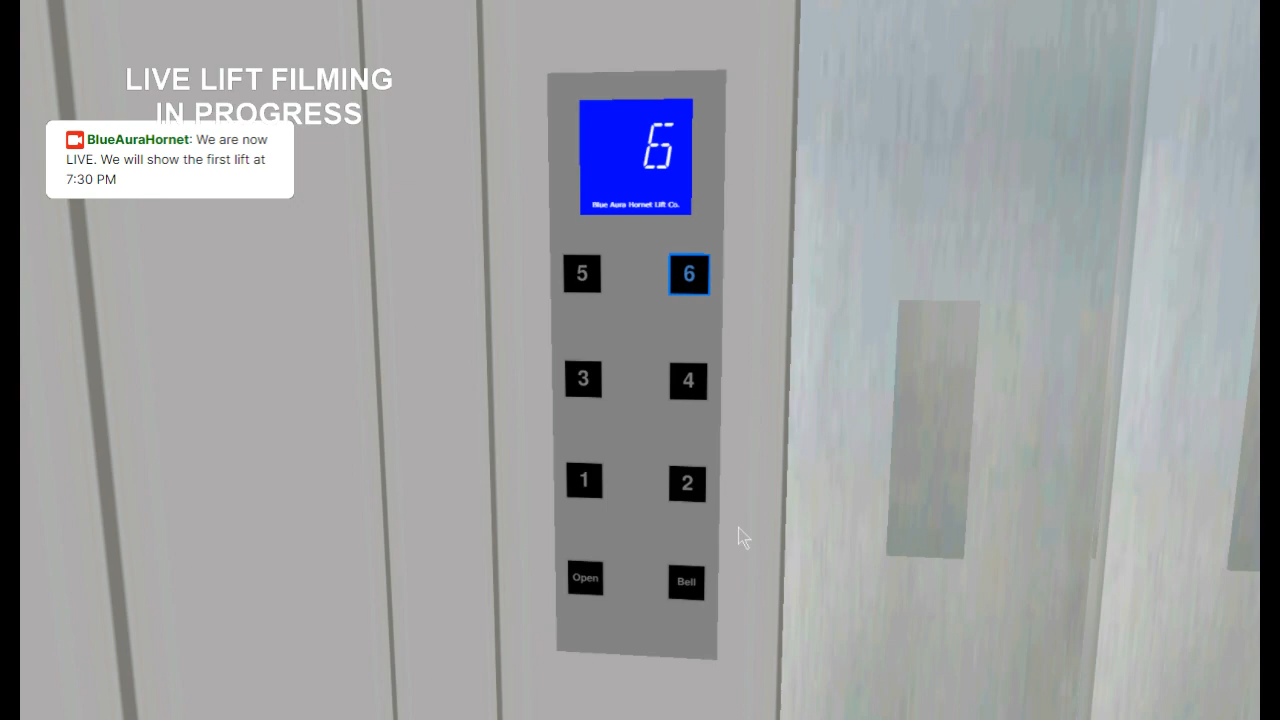 LIVE LIFT FILMING
IN PROGRESS
BlueAuraHornet: We are now
LIVE. We will show the first lift at
7:30 PM
6
Blue Aura Hornet Lift Co.
5 6
3 4
1 2
Open Bell